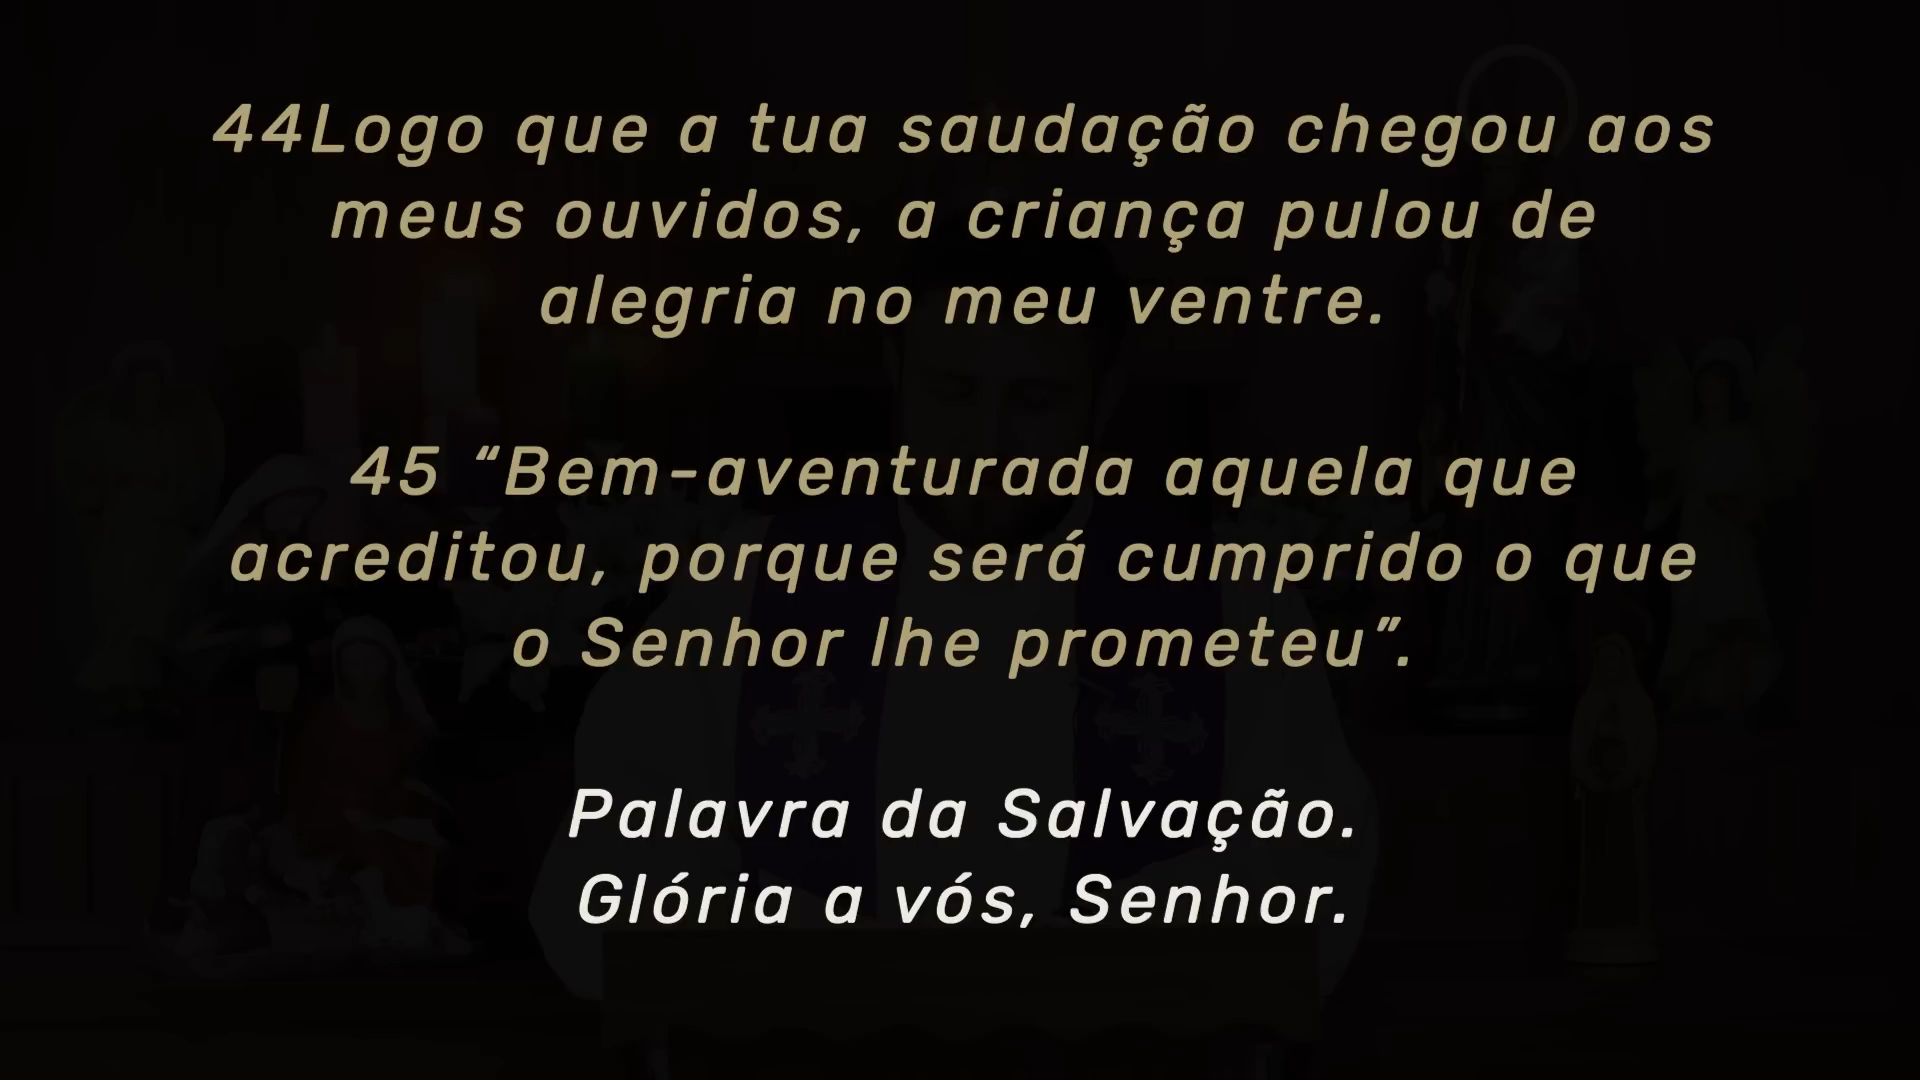 44Logo que a tua saudação chegou aos
meus ouvidos, a criança pulou de
alegria no meu ventre.
45 “Bem-aventurada aquela que
acreditou, porque será cumprido o que
o Senhor lhe prometeu”.
Palavra da Salvação.
Glória a vós, Senhor.